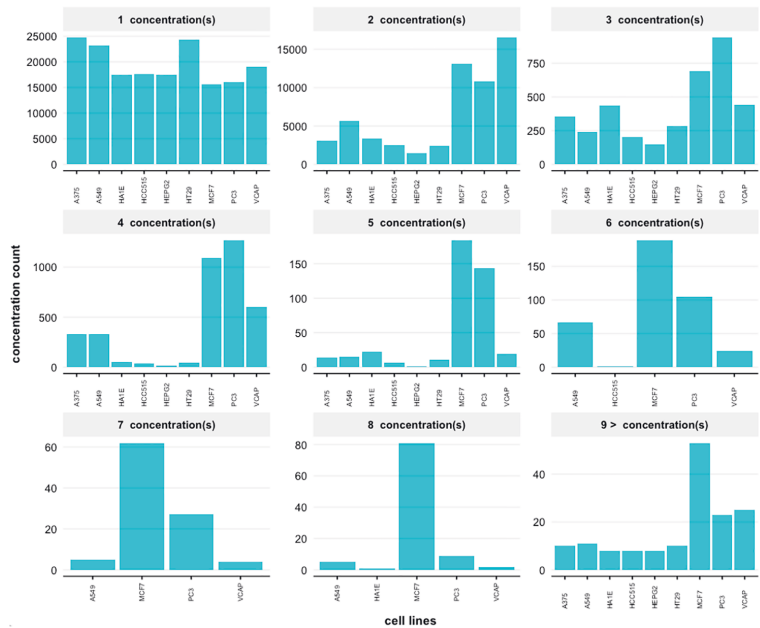 1 concentration(s)
2 concentration(s)
3 concentration(s)
25000
20000
15000
10000
5000
0
15000
10000
5000
0
750
500
250
0
A375 A549 HA1E HCC515 HEPG2 HT29 MCF7 PC3 VCAP
A375 A549 HA1E HCC515 HEPG2 HT29 MCF7 PC3 VCAP
A375 A549 HA1E HCC515 HEPG2 HT29 MCF7 PC3 VCAP
concentration count
4 concentration(s)
5 concentration(s)
6 concentration(s)
1000
500
0
150
100
50
0
150
100
50
0
A375 A549 HA1E HCC515 HEPG2 HT29 MCF7 PC3 VCAP
A375 A549 HA1E HCC515 HEPG2 HT29 MCF7 PC3 VCAP
A549 HCC515 MCF7 PC3 VCAP
7 concentration(s)
8 concentration(s)
9 > concentration(s)
60
40
20
0
80
60
40
20
0
40
20
0
A549 MCF7 PC3 VCAP
A549 HA1E MCF7 PC3 VCAP
A375 A549 HA1E HCC515 HEPG2 HT29 MCF7 PC3 VCAP
cell lines